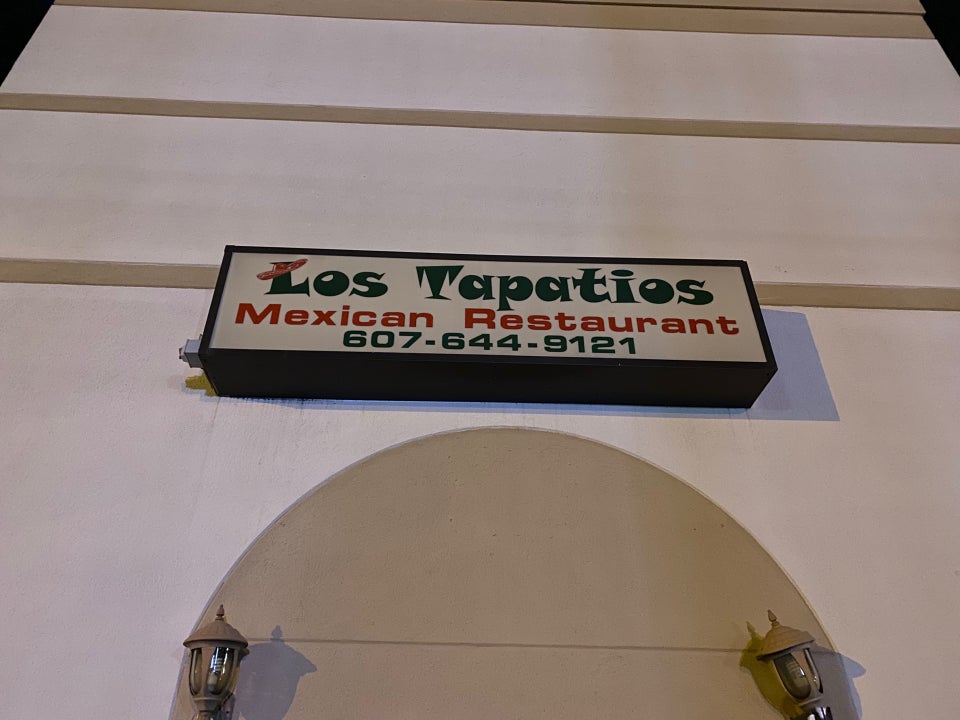 Los Tapatios
Mexican Restaurant
607-644-9121